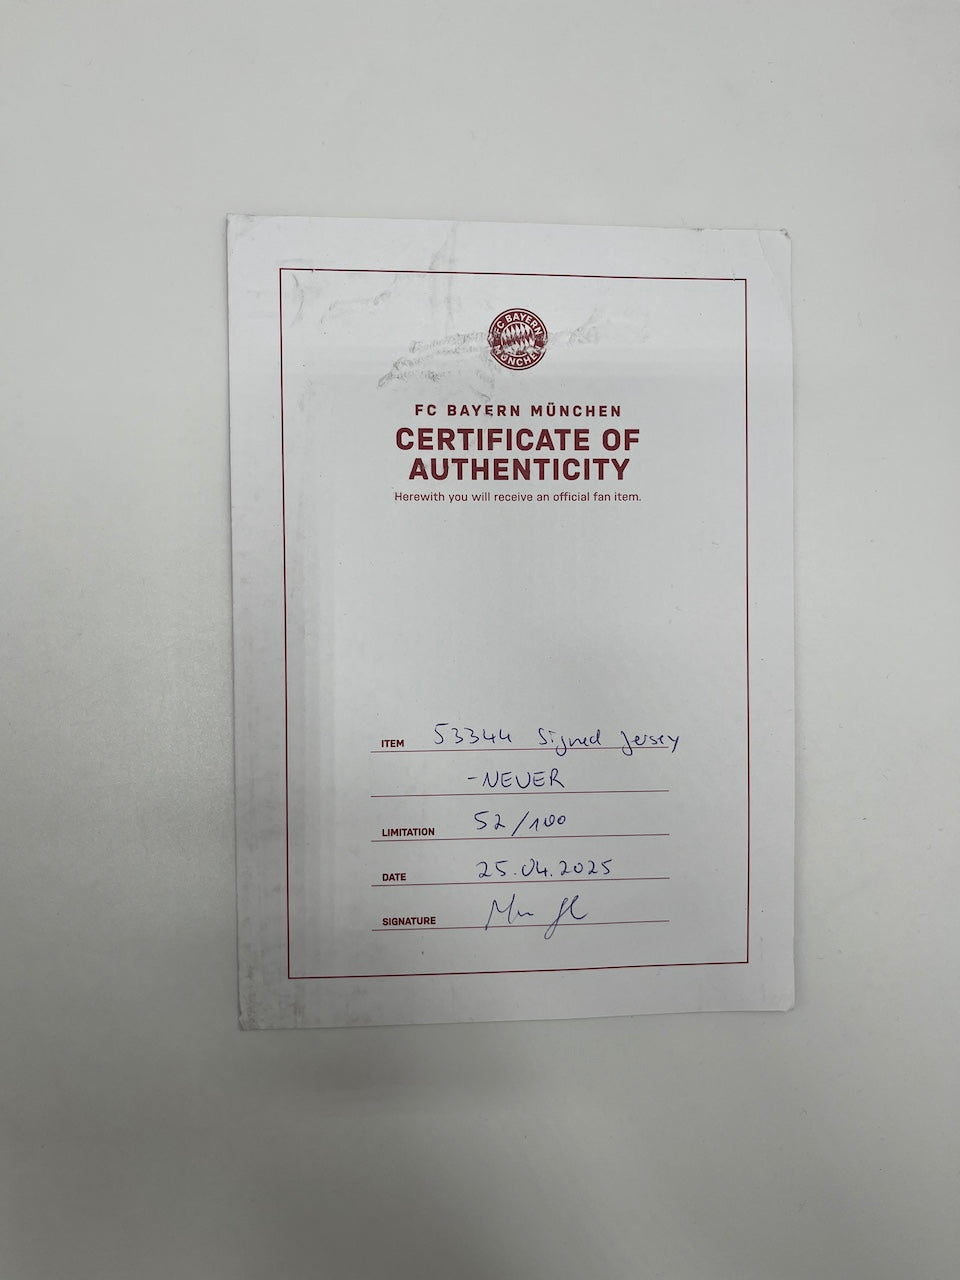 FC BAYERN
MÜNCHEN
FC BAYERN MÜNCHEN
CERTIFICATE OF
AUTHENTICITY
Herewith you will receive an official fan item.
ITEM 53344 Signed Jersey
-NEUER
LIMITATION 52/100
DATE 25.04.2025
SIGNATURE